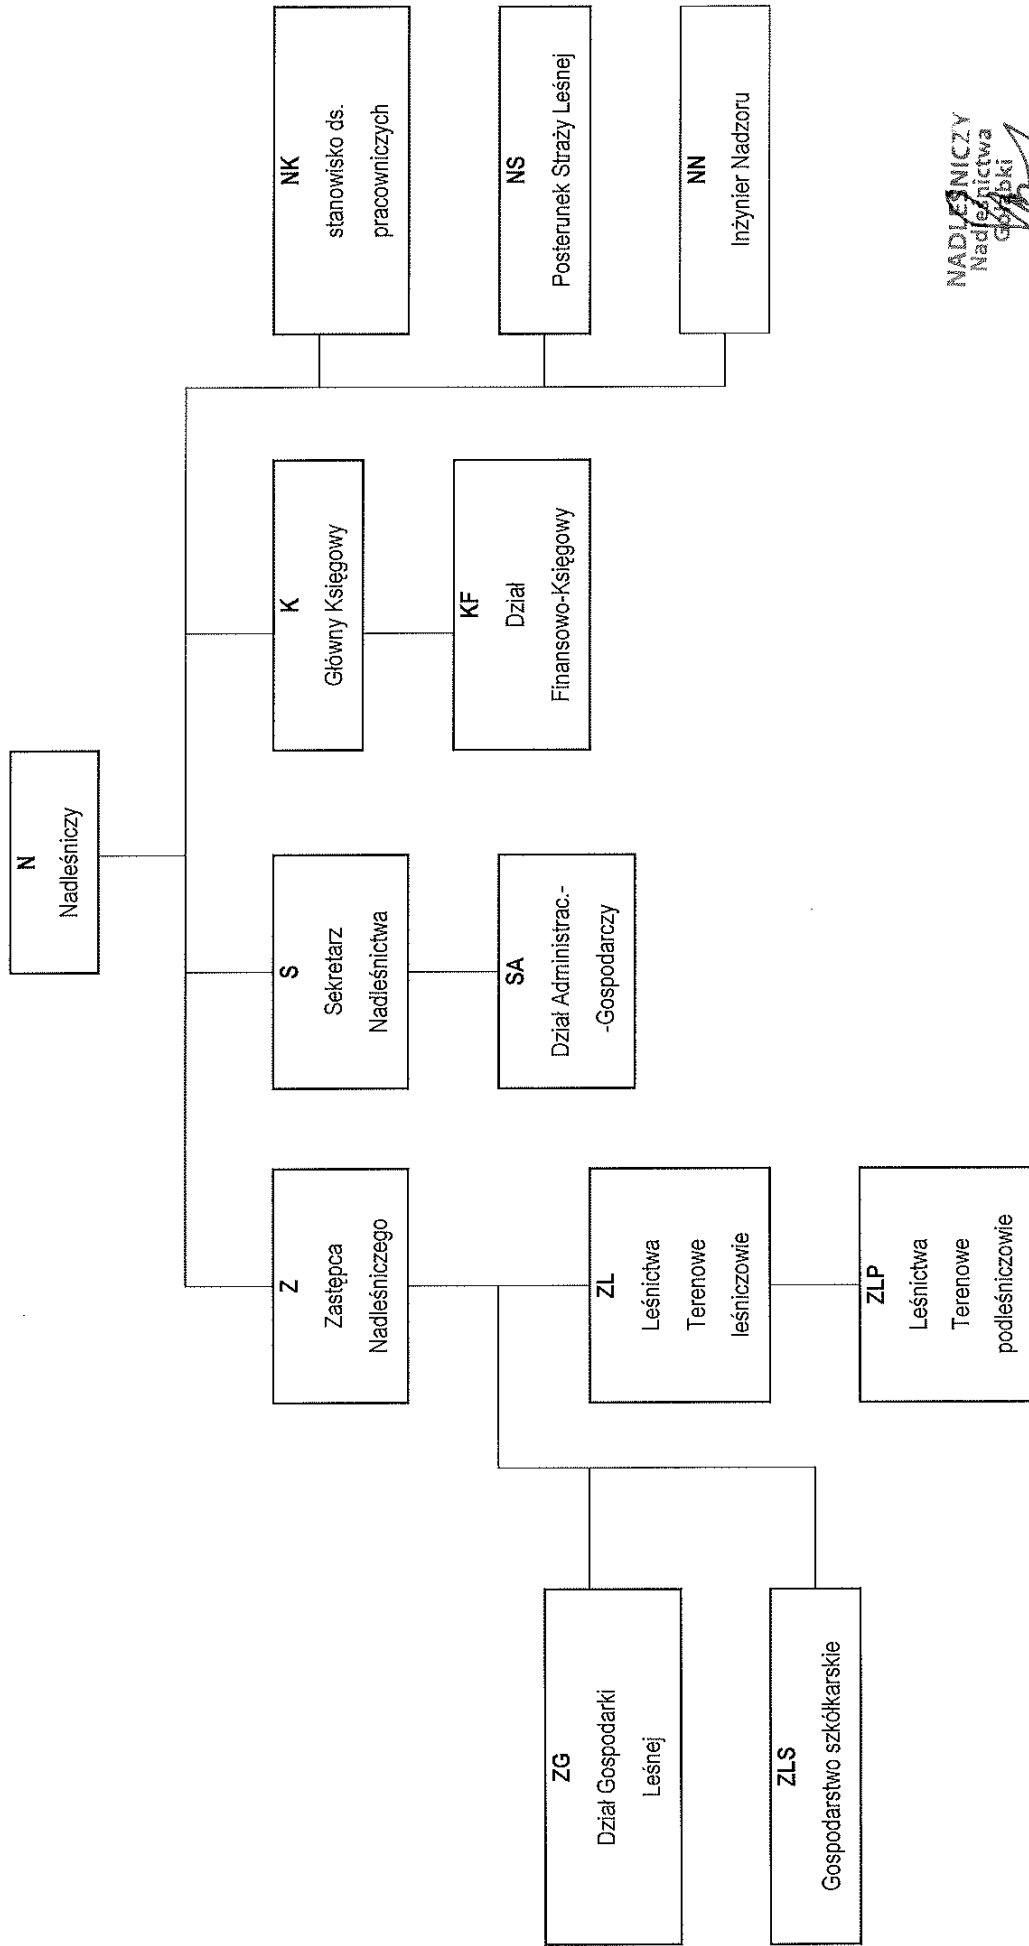 N
Nadleśniczy
Z
Zastępca
Nadleśniczego
S
Sekretarz
Nadleśnictwa
K
Główny Księgowy
NK
stanowisko ds.
pracowniczych
SA
Dział Administrac.-
-Gospodarczy
KF
Dział
Finansowo-Księgowy
NS
Posterunek Straży Leśnej
ZG
Dział Gospodarki
Leśnej
ZL
Leśnictwa
Terenowe
leśniczowie
NN
Inżynier Nadzoru
ZLS
Gospodarstwo szkółkarskie
ZLP
Leśnictwa
Terenowe
podleśniczowie
NADLEŚNICZY
Nadleśnictwa
Gołąbki